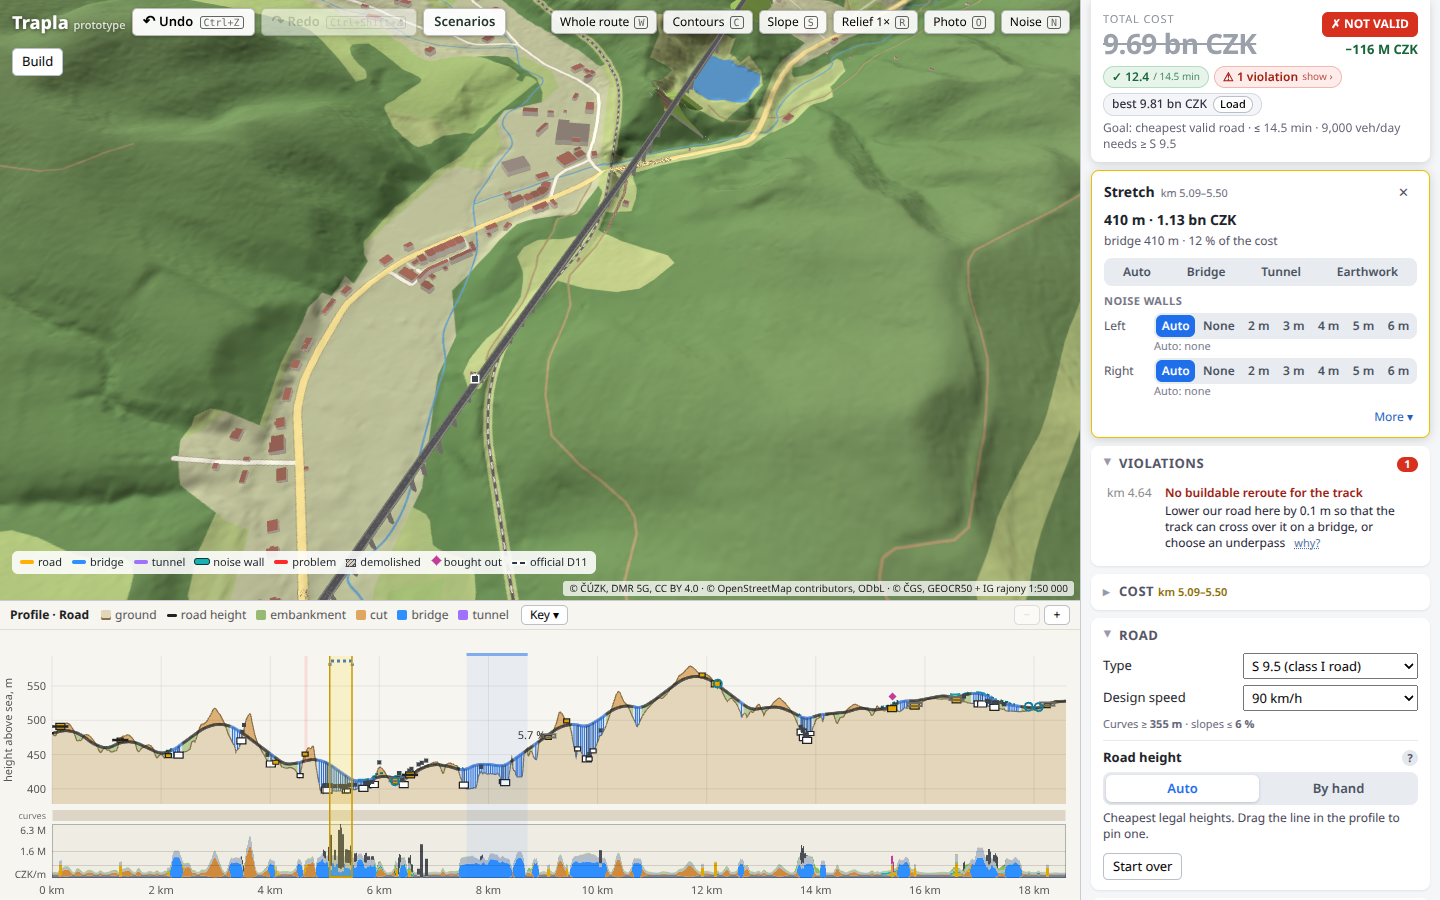 Trapla prototype
↶ Undo Ctrl+Z
Redo Ctrl+Shift+Z
Scenarios
Whole route W
Contours C
Slope S
Relief 1× R
Photo O
Noise N
Build
road
bridge
tunnel
noise wall
problem
demolished
bought out
official D11
© ČÚZK, DMR 5G, CC BY 4.0 · © OpenStreetMap contributors, ODbL · © ČGS, GEOCR50 + IG rajony 1:50 000
Profile · Road
ground
road height
embankment
cut
bridge
tunnel
Key ▾
−
+
height above sea, m
550
500
450
400
5.7 %
curves
6.3 M
1.6 M
CZK/m
0 km
2 km
4 km
6 km
8 km
10 km
12 km
14 km
16 km
18 km
TOTAL COST
9.69 bn CZK
✗ NOT VALID
−116 M CZK
✓ 12.4 / 14.5 min
⚠ 1 violation show ›
best 9.81 bn CZK Load
Goal: cheapest valid road · ≤ 14.5 min · 9,000 veh/day
needs ≥ S 9.5
Stretch km 5.09–5.50
✕
410 m · 1.13 bn CZK
bridge 410 m · 12 % of the cost
Auto Bridge Tunnel Earthwork
NOISE WALLS
Left Auto None 2 m 3 m 4 m 5 m 6 m
Auto: none
Right Auto None 2 m 3 m 4 m 5 m 6 m
Auto: none
More ▾
▼ VIOLATIONS 1
km 4.64 No buildable reroute for the track
Lower our road here by 0.1 m so that the
track can cross over it on a bridge, or
choose an underpass why?
▶ COST km 5.09–5.50
▼ ROAD
Type S 9.5 (class I road)
Design speed 90 km/h
Curves ≥ 355 m · slopes ≤ 6 %
Road height ?
Auto By hand
Cheapest legal heights. Drag the line in the profile to
pin one.
Start over